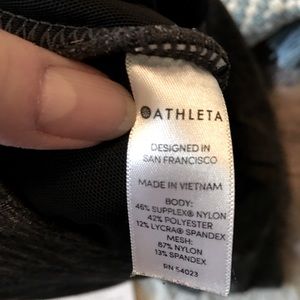 ATHLETA
DESIGNED IN
SAN FRANCISCO
MADE IN VIETNAM
BODY:
46% SUPPLEX® NYLON
42% POLYESTER
12% LYCRA® SPANDEX
MESH:
87% NYLON
13% SPANDEX
RN 54023